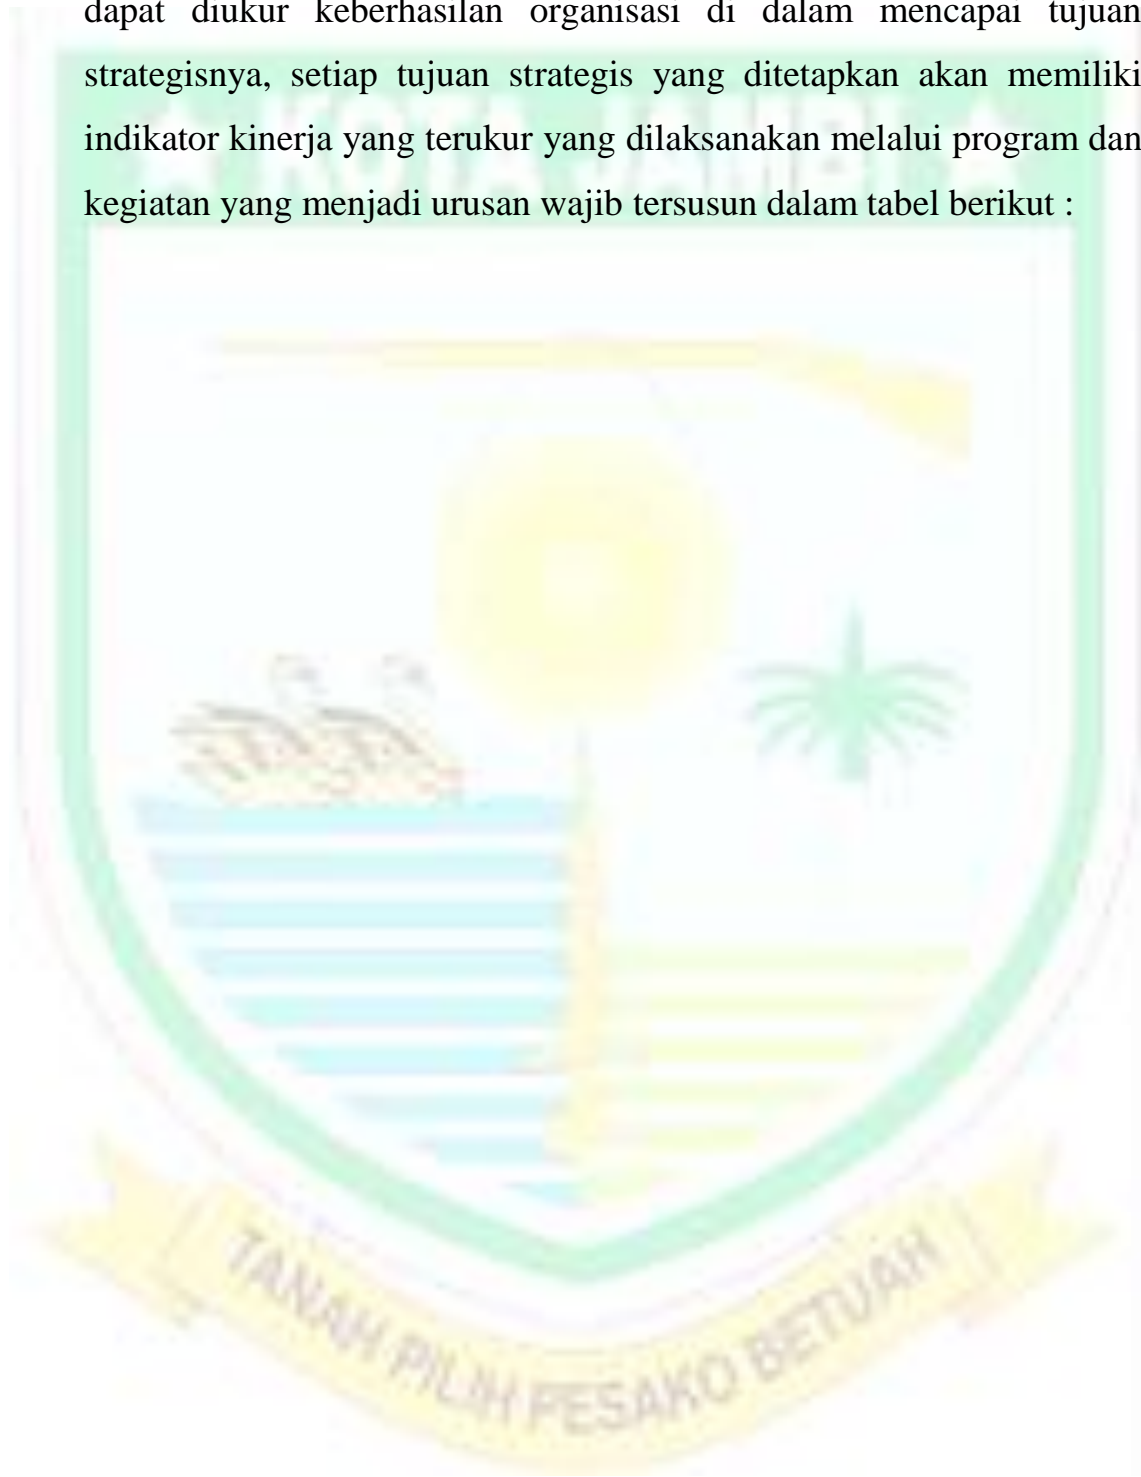 dapat diukur keberhasilan organisasi di dalam mencapai tujuan
strategisnya, setiap tujuan strategis yang ditetapkan akan memiliki
★ KOTA JAMBI ★
indikator kinerja yang terukur yang dilaksanakan melalui program dan
kegiatan yang menjadi urusan wajib tersusun dalam tabel berikut :
TANAH PILIH PESAKO BETUAH